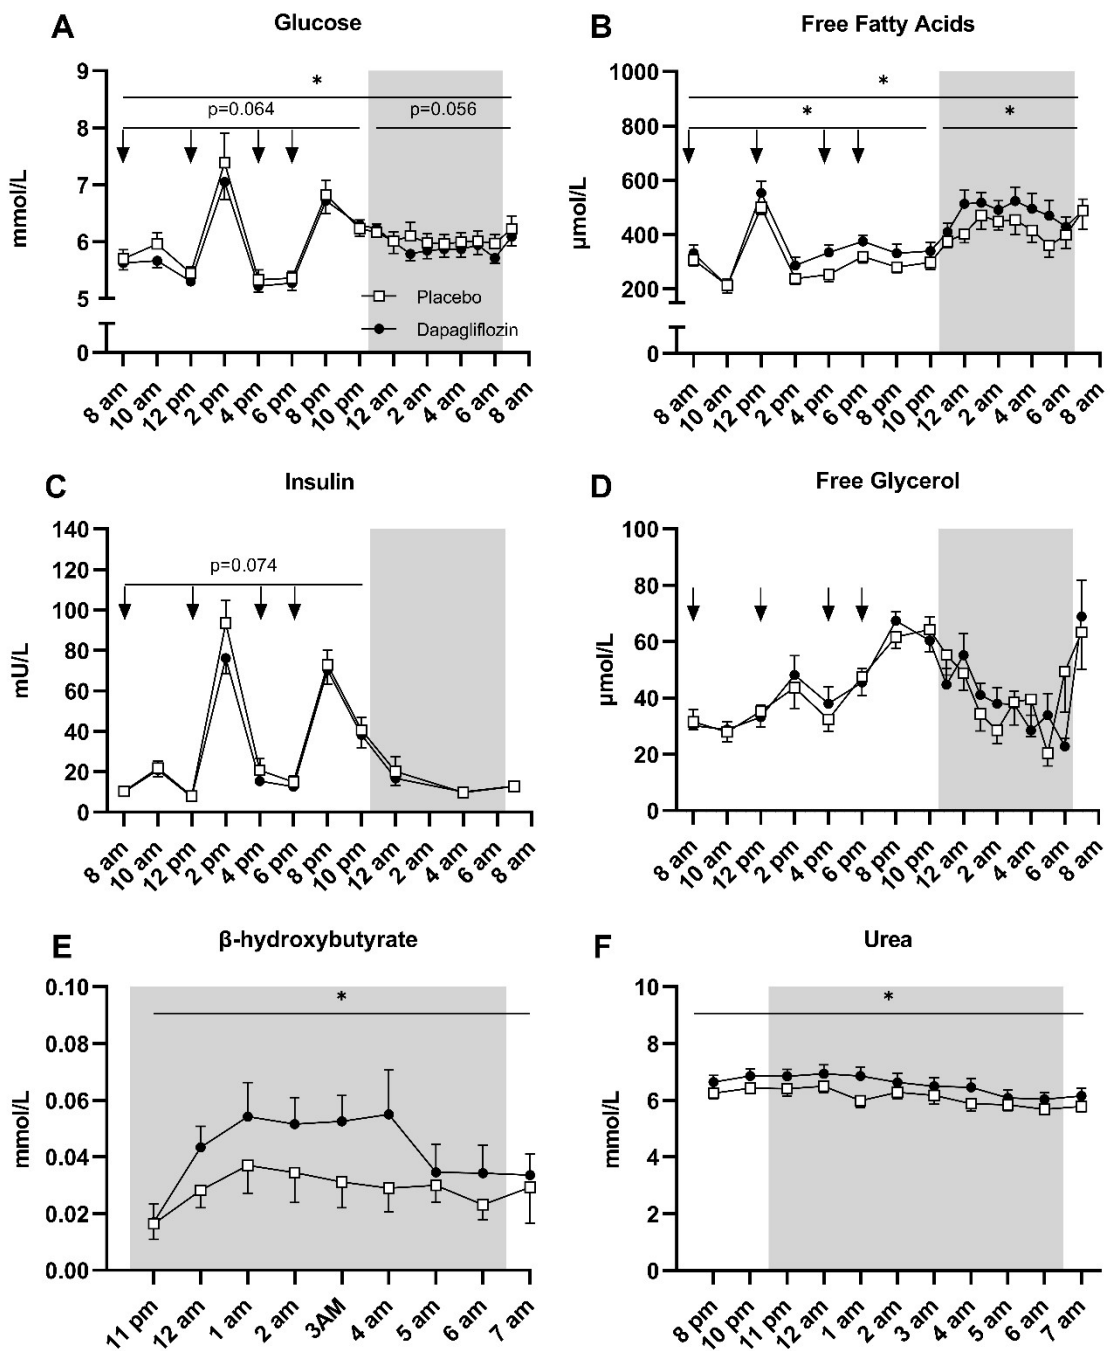 A
Glucose
mmol/L
9
8
7
6
5
0
*
p=0.064
p=0.056
Placebo
Dapagliflozin
8 am
10 am
12 pm
2 pm
4 pm
6 pm
8 pm
10 pm
12 am
2 am
4 am
6 am
8 am
B
Free Fatty Acids
µmol/L
1000
800
600
400
200
0
*
*
*
8 am
10 am
12 pm
2 pm
4 pm
6 pm
8 pm
10 pm
12 am
2 am
4 am
6 am
8 am
C
Insulin
mU/L
140
120
100
80
60
40
20
0
p=0.074
8 am
10 am
12 pm
2 pm
4 pm
6 pm
8 pm
10 pm
12 am
2 am
4 am
6 am
8 am
D
Free Glycerol
µmol/L
100
80
60
40
20
0
8 am
10 am
12 pm
2 pm
4 pm
6 pm
8 pm
10 pm
12 am
2 am
4 am
6 am
8 am
E
β-hydroxybutyrate
mmol/L
0.10
0.08
0.06
0.04
0.02
0.00
*
11 pm
12 am
1 am
2 am
3AM
4 am
5 am
6 am
7 am
F
Urea
mmol/L
10
8
6
4
2
0
*
8 pm
10 pm
11 pm
12 am
1 am
2 am
3 am
4 am
5 am
6 am
7 am